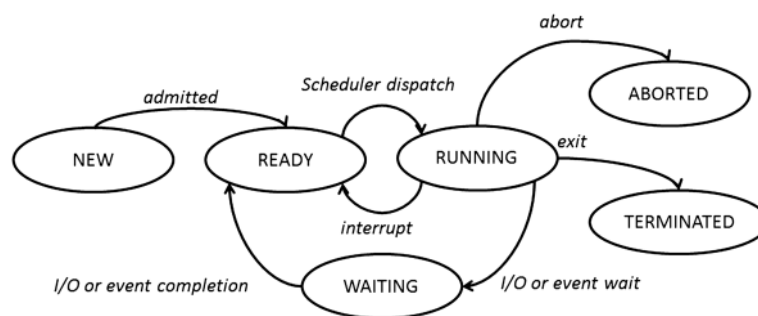 abort
Scheduler dispatch
admitted
ABORTED
NEW
READY
RUNNING
exit
interrupt
TERMINATED
I/O or event completion
WAITING
I/O or event wait